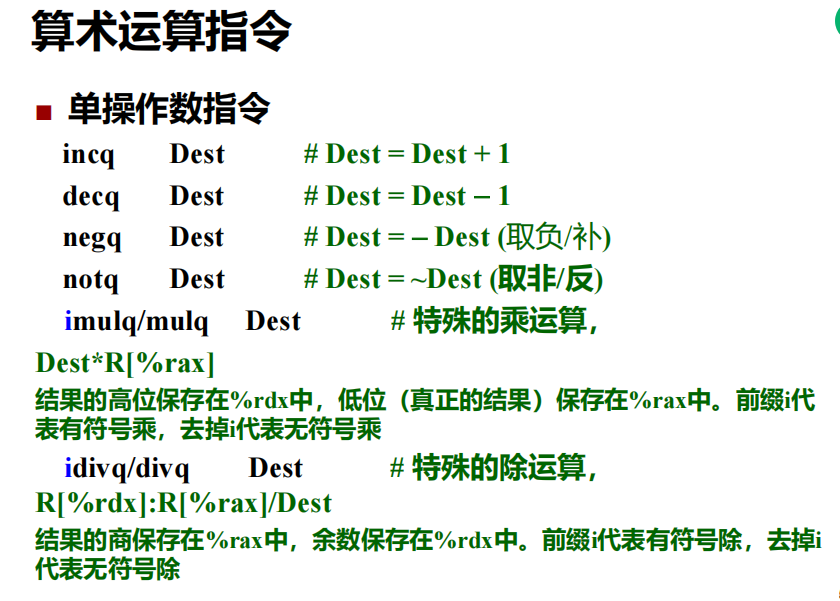 算术运算指令
■ 单操作数指令
incq Dest # Dest = Dest + 1
decq Dest # Dest = Dest – 1
negq Dest # Dest = – Dest (取负/补)
notq Dest # Dest = ~Dest (取非/反)
imulq/mulq Dest # 特殊的乘运算，
Dest*R[%rax]
结果的高位保存在%rdx中，低位（真正的结果）保存在%rax中。前缀i代
表有符号乘，去掉i代表无符号乘
idivq/divq Dest # 特殊的除运算，
R[%rdx]:R[%rax]/Dest
结果的商保存在%rax中，余数保存在%rdx中。前缀i代表有符号除，去掉i
代表无符号除